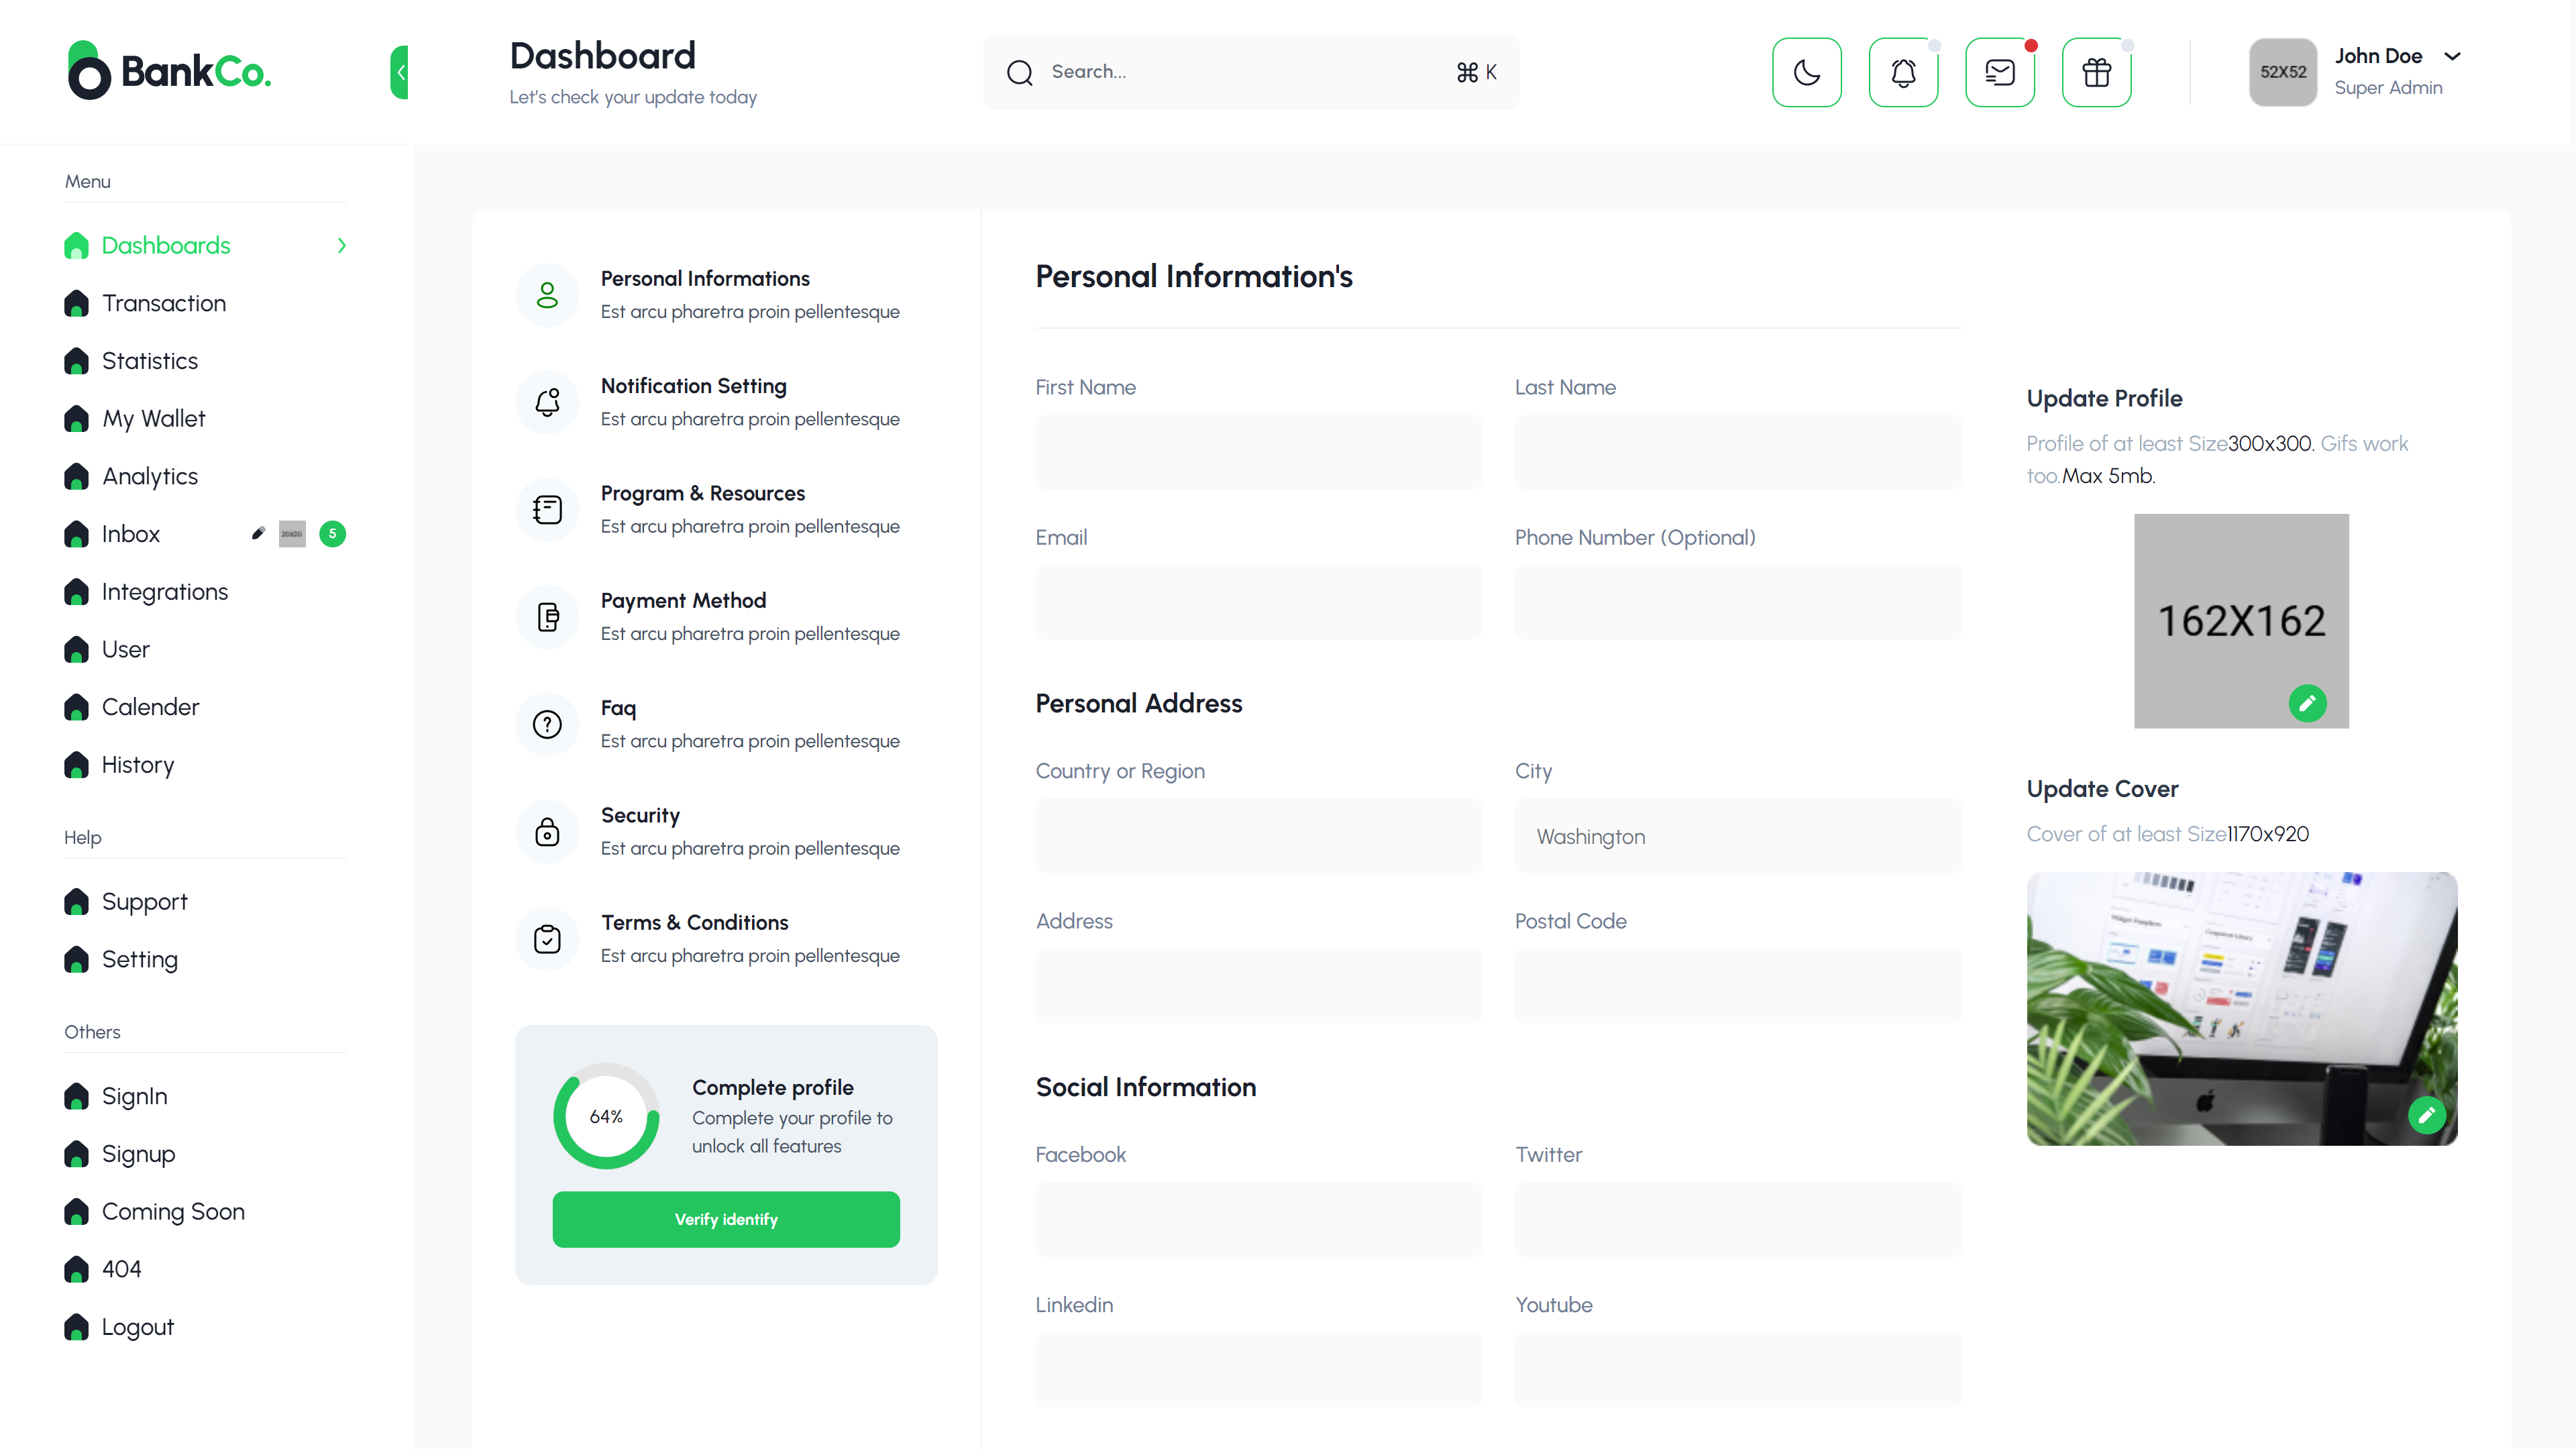 BankCo.
Dashboard
Let's check your update today
Search...
⌘ K
52X52
John Doe
Super Admin
Menu
Dashboards
Transaction
Statistics
My Wallet
Analytics
Inbox
20X20
5
Integrations
User
Calender
History
Help
Support
Setting
Others
SignIn
Signup
Coming Soon
404
Logout
Personal Informations
Est arcu pharetra proin pellentesque
Notification Setting
Est arcu pharetra proin pellentesque
Program & Resources
Est arcu pharetra proin pellentesque
Payment Method
Est arcu pharetra proin pellentesque
Faq
Est arcu pharetra proin pellentesque
Security
Est arcu pharetra proin pellentesque
Terms & Conditions
Est arcu pharetra proin pellentesque
64%
Complete profile
Complete your profile to
unlock all features
Verify identify
Personal Information's
First Name
Last Name
Email
Phone Number (Optional)
Personal Address
Country or Region
City
Washington
Address
Postal Code
Social Information
Facebook
Twitter
Linkedin
Youtube
Update Profile
Profile of at least Size300x300. Gifs work
too.Max 5mb.
162X162
Update Cover
Cover of at least Size1170x920